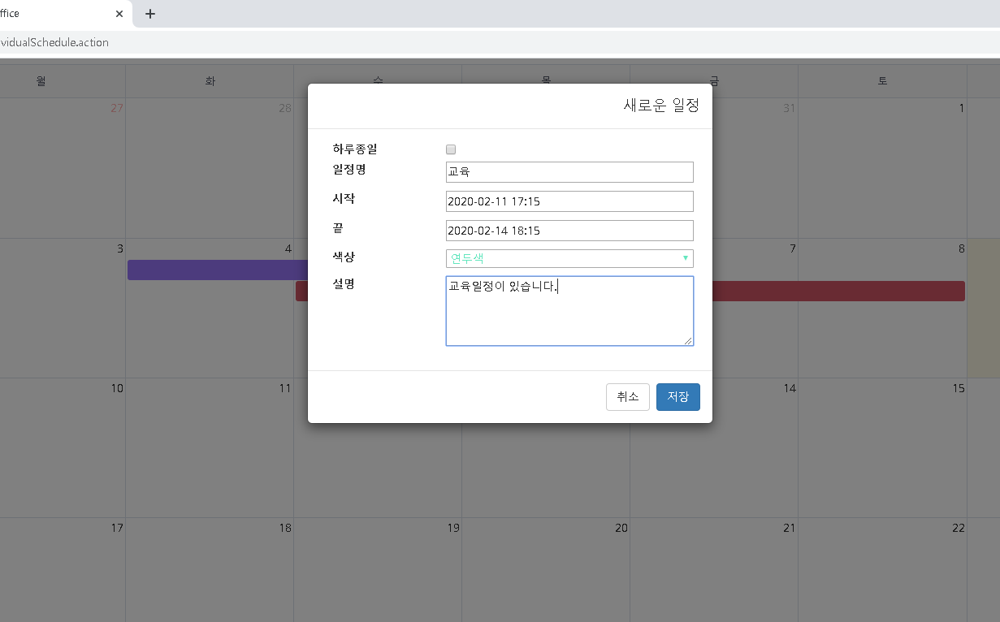 ffice
vidualSchedule.action
월 화 수 목 금 토
27 28 31 1
새로운 일정
하루종일
일정명 교육
시작 2020-02-11 17:15
끝 2020-02-14 18:15
색상 연두색
설명 교육일정이 있습니다.
취소 저장
3 4 7 8
10 11 14 15
17 18 19 20 21 22